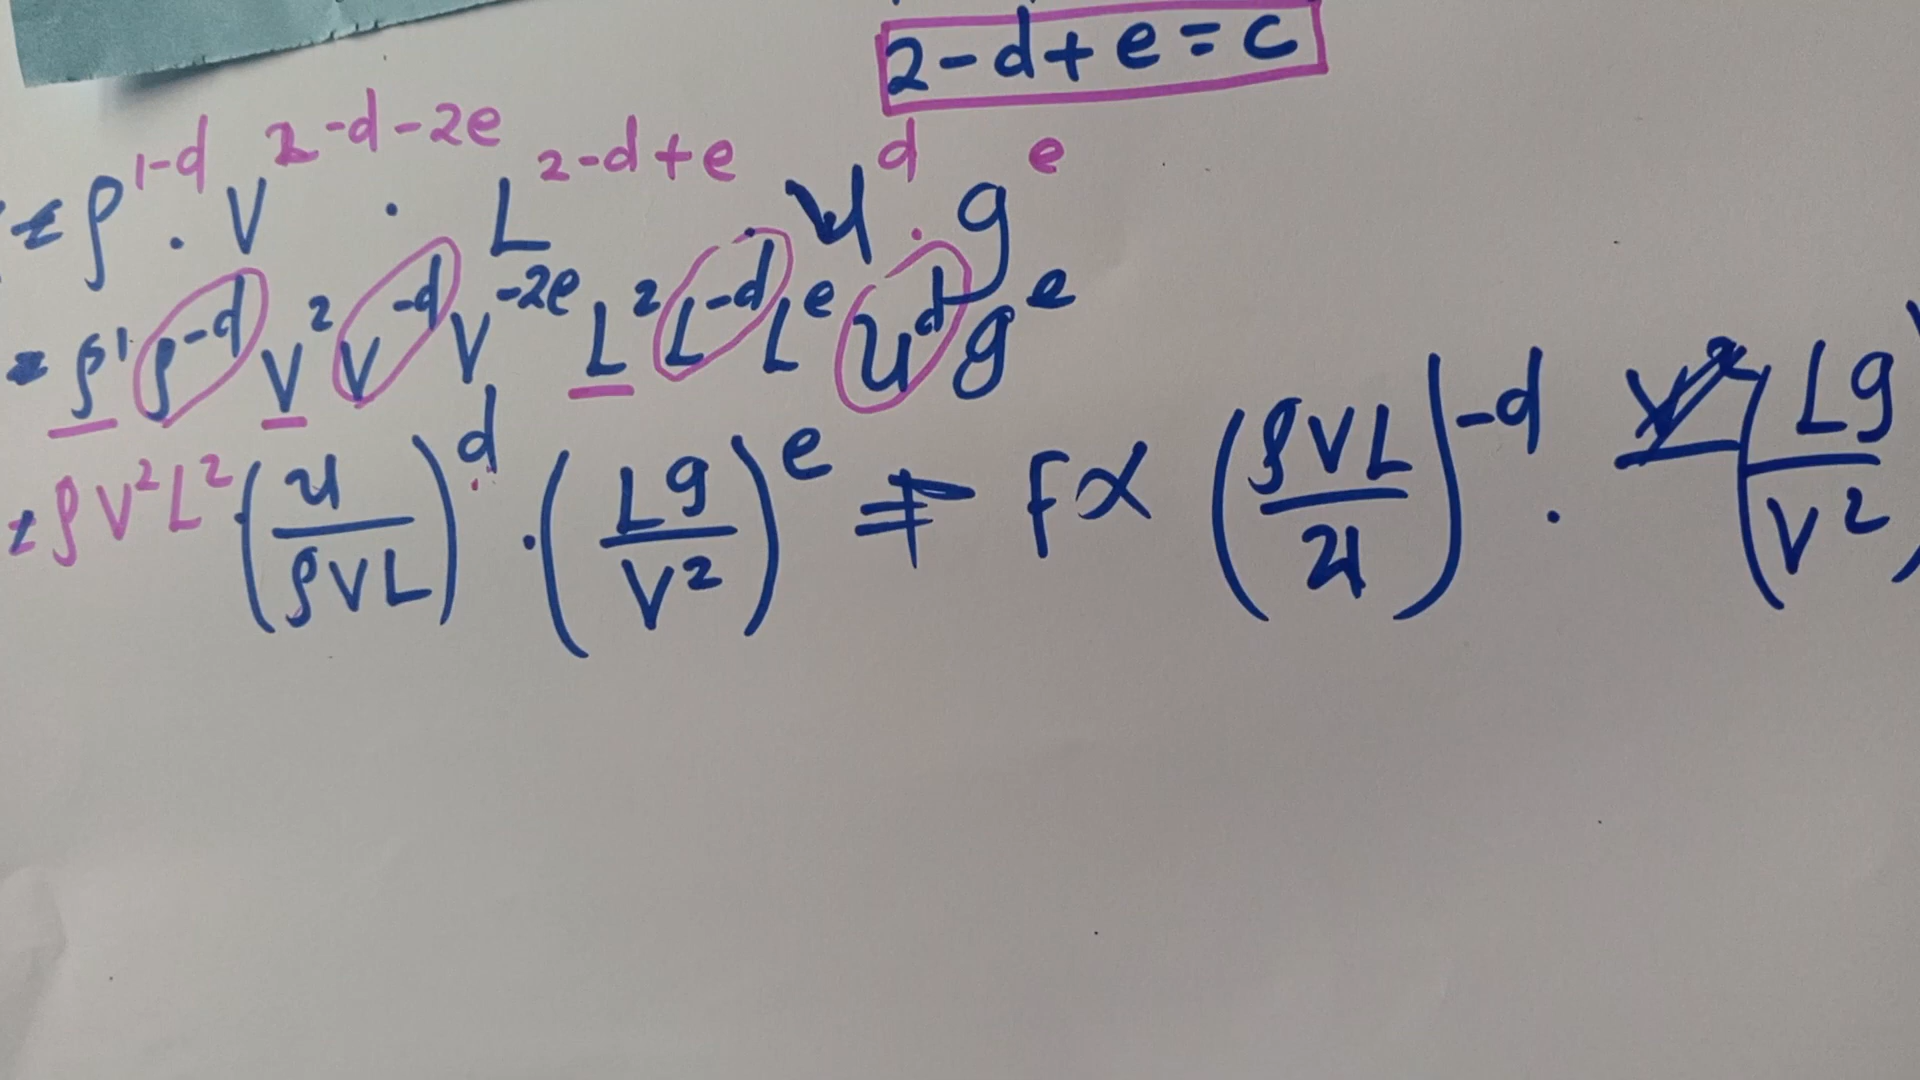 2-d+e=c
= ρ^1-d . V^2-d-2e . L^2-d+e . μ^d . g^e
= ρ^1 ρ^-d V^2 V^-d V^-2e L^2 L^-d L^e μ^d g^e
= ρV^2L^2 (μ/ρVL)^d . (Lg/V^2)^e ⇒ F ∝ (ρVL/μ)^-d . (Lg/V^2)